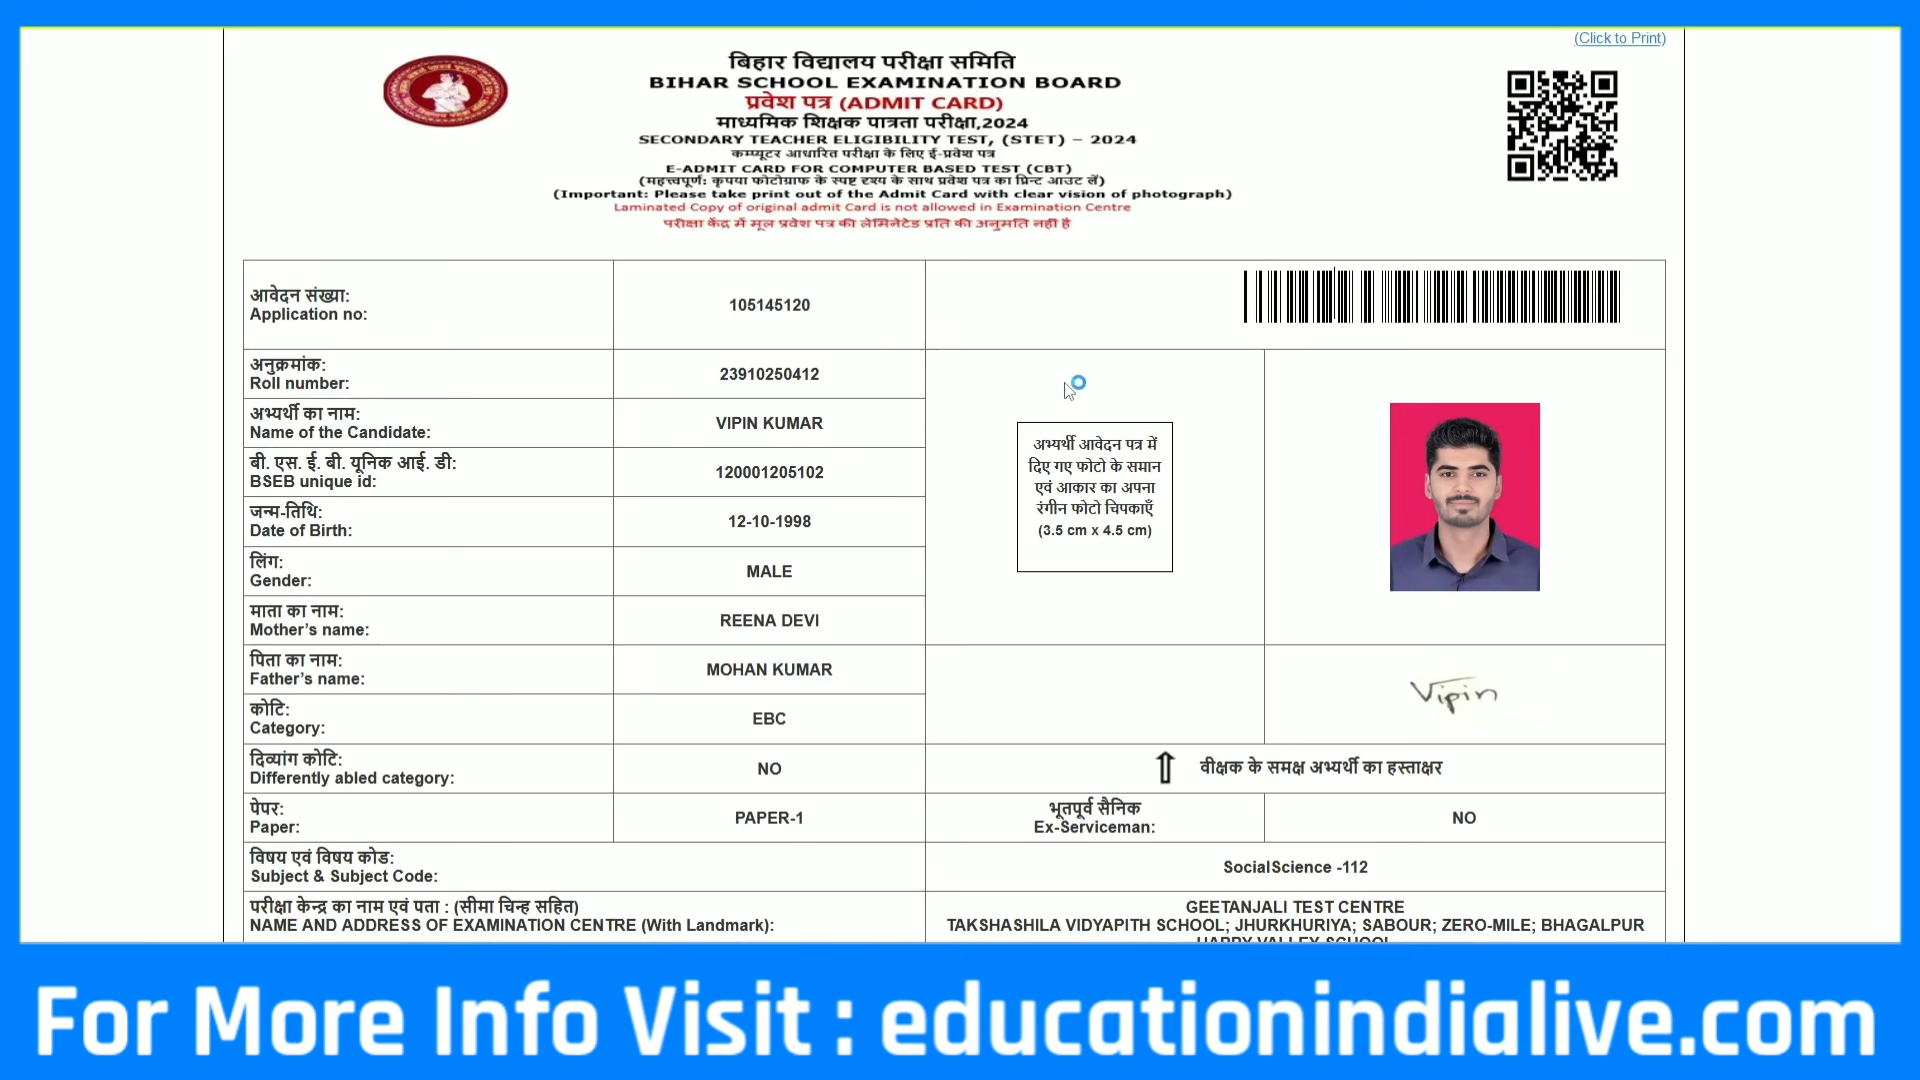 (Click to Print)
बिहार विद्यालय परीक्षा समिति
BIHAR SCHOOL EXAMINATION BOARD
प्रवेश पत्र (ADMIT CARD)
माध्यमिक शिक्षक पात्रता परीक्षा,2024
SECONDARY TEACHER ELIGIBILITY TEST, (STET) – 2024
कम्प्यूटर आधारित परीक्षा के लिए ई-प्रवेश पत्र
E-ADMIT CARD FOR COMPUTER BASED TEST (CBT)
(महत्त्वपूर्ण: कृपया फोटोग्राफ के स्पष्ट दृश्य के साथ प्रवेश पत्र का प्रिन्ट आउट लें)
(Important: Please take print out of the Admit Card with clear vision of photograph)
Laminated Copy of original admit Card is not allowed in Examination Centre
परीक्षा केंद्र में मूल प्रवेश पत्र की लेमिनेटेड प्रति की अनुमति नहीं है
आवेदन संख्या:
Application no:
105145120
अनुक्रमांक:
Roll number:
23910250412
अभ्यर्थी का नाम:
Name of the Candidate:
VIPIN KUMAR
बी. एस. ई. बी. यूनिक आई. डी:
BSEB unique id:
120001205102
जन्म-तिथि:
Date of Birth:
12-10-1998
लिंग:
Gender:
MALE
माता का नाम:
Mother’s name:
REENA DEVI
अभ्यर्थी आवेदन पत्र में
दिए गए फोटो के समान
एवं आकार का अपना
रंगीन फोटो चिपकाएँ
(3.5 cm x 4.5 cm)
पिता का नाम:
Father’s name:
MOHAN KUMAR
Vipin
कोटि:
Category:
EBC
दिव्यांग कोटि:
Differently abled category:
NO
वीक्षक के समक्ष अभ्यर्थी का हस्ताक्षर
पेपर:
Paper:
PAPER-1
भूतपूर्व सैनिक
Ex-Serviceman:
NO
विषय एवं विषय कोड:
Subject & Subject Code:
SocialScience -112
परीक्षा केन्द्र का नाम एवं पता : (सीमा चिन्ह सहित)
NAME AND ADDRESS OF EXAMINATION CENTRE (With Landmark):
GEETANJALI TEST CENTRE
TAKSHASHILA VIDYAPITH SCHOOL; JHURKHURIYA; SABOUR; ZERO-MILE; BHAGALPUR
HAPPY VALLEY SCHOOL
For More Info Visit : educationindialive.com